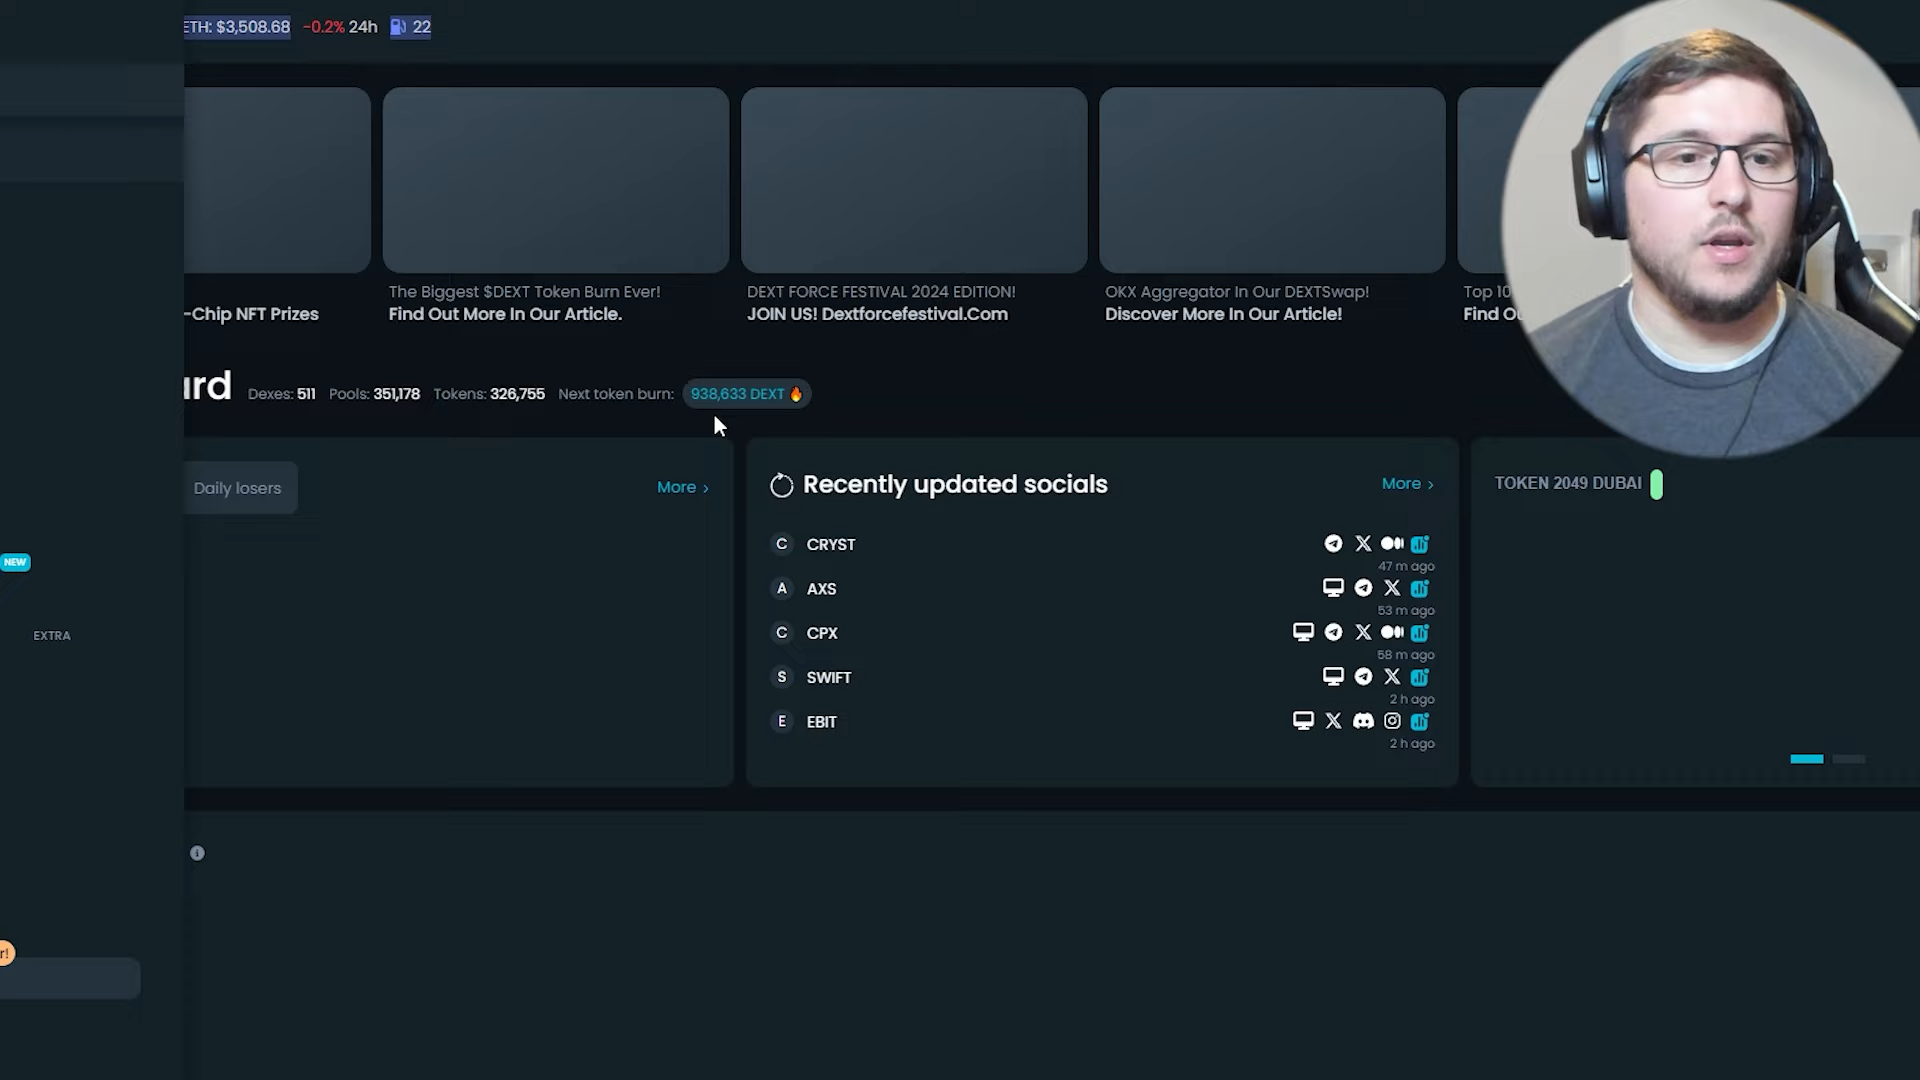 ETH: $3,508.68 -0.2% 24h 22
The Biggest $DEXT Token Burn Ever! DEXT FORCE FESTIVAL 2024 EDITION! OKX Aggregator In Our DEXTSwap! Top 10
-Chip NFT Prizes Find Out More In Our Article. JOIN US! Dextforcefestival.Com Discover More In Our Article! Find Ou
ard Dexes: 511 Pools: 351,178 Tokens: 326,755 Next token burn: 938,633 DEXT 🔥
Daily losers More >
Recently updated socials More >
TOKEN 2049 DUBAI
C CRYST
47 m ago
A AXS
53 m ago
C CPX
58 m ago
S SWIFT
2 h ago
E EBIT
2 h ago
NEW
EXTRA
r!